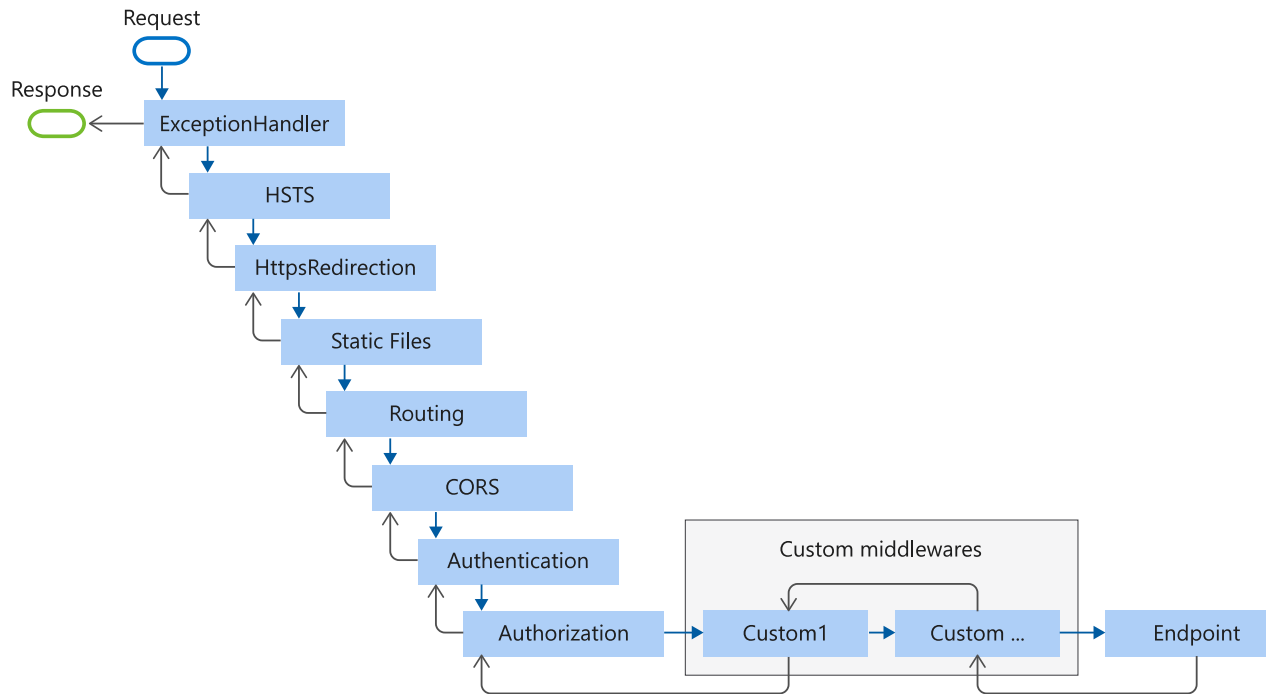 Request
Response
ExceptionHandler
HSTS
HttpsRedirection
Static Files
Routing
CORS
Authentication
Custom middlewares
Authorization
Custom1
Custom ...
Endpoint